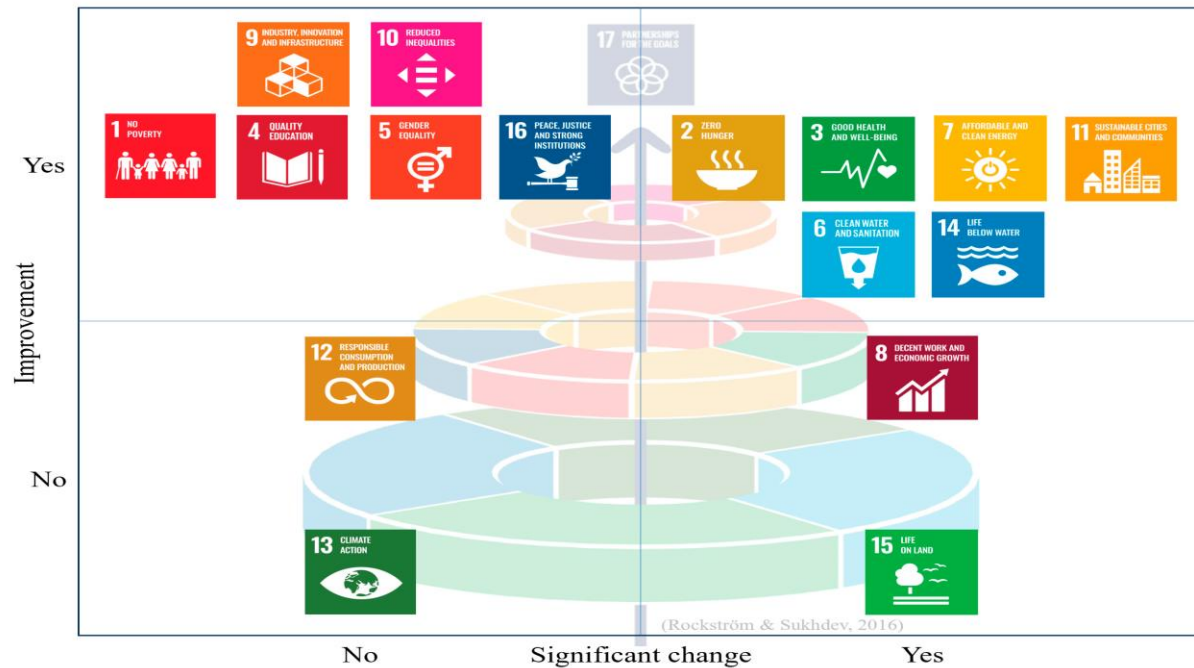 9 INDUSTRY, INNOVATION
AND INFRASTRUCTURE
10 REDUCED
INEQUALITIES
17 PARTNERSHIPS
FOR THE GOALS
1 NO
POVERTY
4 QUALITY
EDUCATION
5 GENDER
EQUALITY
16 PEACE, JUSTICE
AND STRONG
INSTITUTIONS
2 ZERO
HUNGER
3 GOOD HEALTH
AND WELL-BEING
7 AFFORDABLE AND
CLEAN ENERGY
11 SUSTAINABLE CITIES
AND COMMUNITIES
Yes
6 CLEAN WATER
AND SANITATION
14 LIFE
BELOW WATER
Improvement
12 RESPONSIBLE
CONSUMPTION
AND PRODUCTION
8 DECENT WORK AND
ECONOMIC GROWTH
No
13 CLIMATE
ACTION
15 LIFE
ON LAND
(Rockström & Sukhdev, 2016)
No
Significant change
Yes